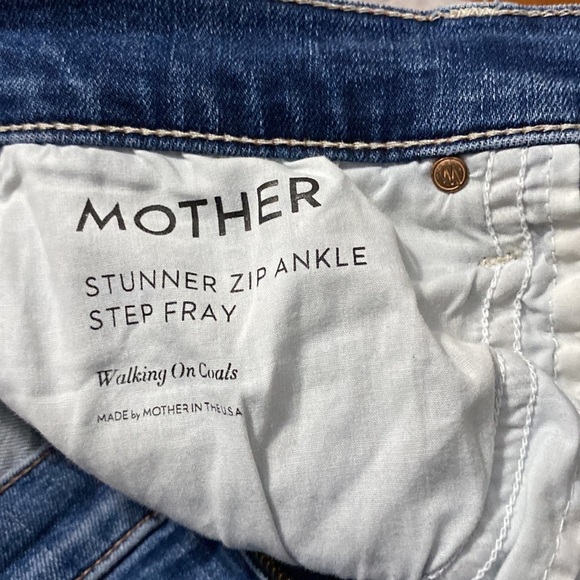 MOTHER
STUNNER ZIP ANKLE
STEP FRAY
Walking On Coals
MADE by MOTHER IN THE U.S.A
M